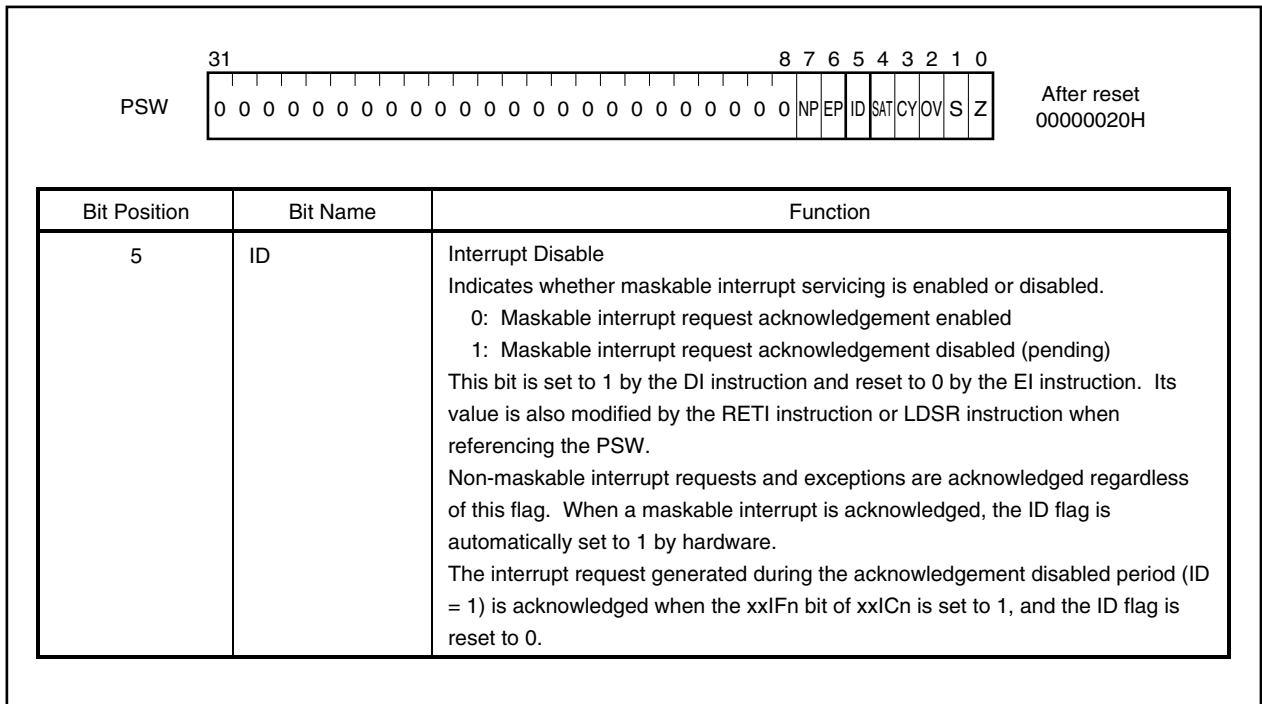 31 8 7 6 5 4 3 2 1 0
PSW 0 0 0 0 0 0 0 0 0 0 0 0 0 0 0 0 0 0 0 0 0 0 0 0 NP EP ID SAT CY OV S Z
After reset
00000020H
Bit Position Bit Name Function
5 ID Interrupt Disable
Indicates whether maskable interrupt servicing is enabled or disabled.
0: Maskable interrupt request acknowledgement enabled
1: Maskable interrupt request acknowledgement disabled (pending)
This bit is set to 1 by the DI instruction and reset to 0 by the EI instruction. Its
value is also modified by the RETI instruction or LDSR instruction when
referencing the PSW.
Non-maskable interrupt requests and exceptions are acknowledged regardless
of this flag. When a maskable interrupt is acknowledged, the ID flag is
automatically set to 1 by hardware.
The interrupt request generated during the acknowledgement disabled period (ID
= 1) is acknowledged when the xxIFn bit of xxICn is set to 1, and the ID flag is
reset to 0.